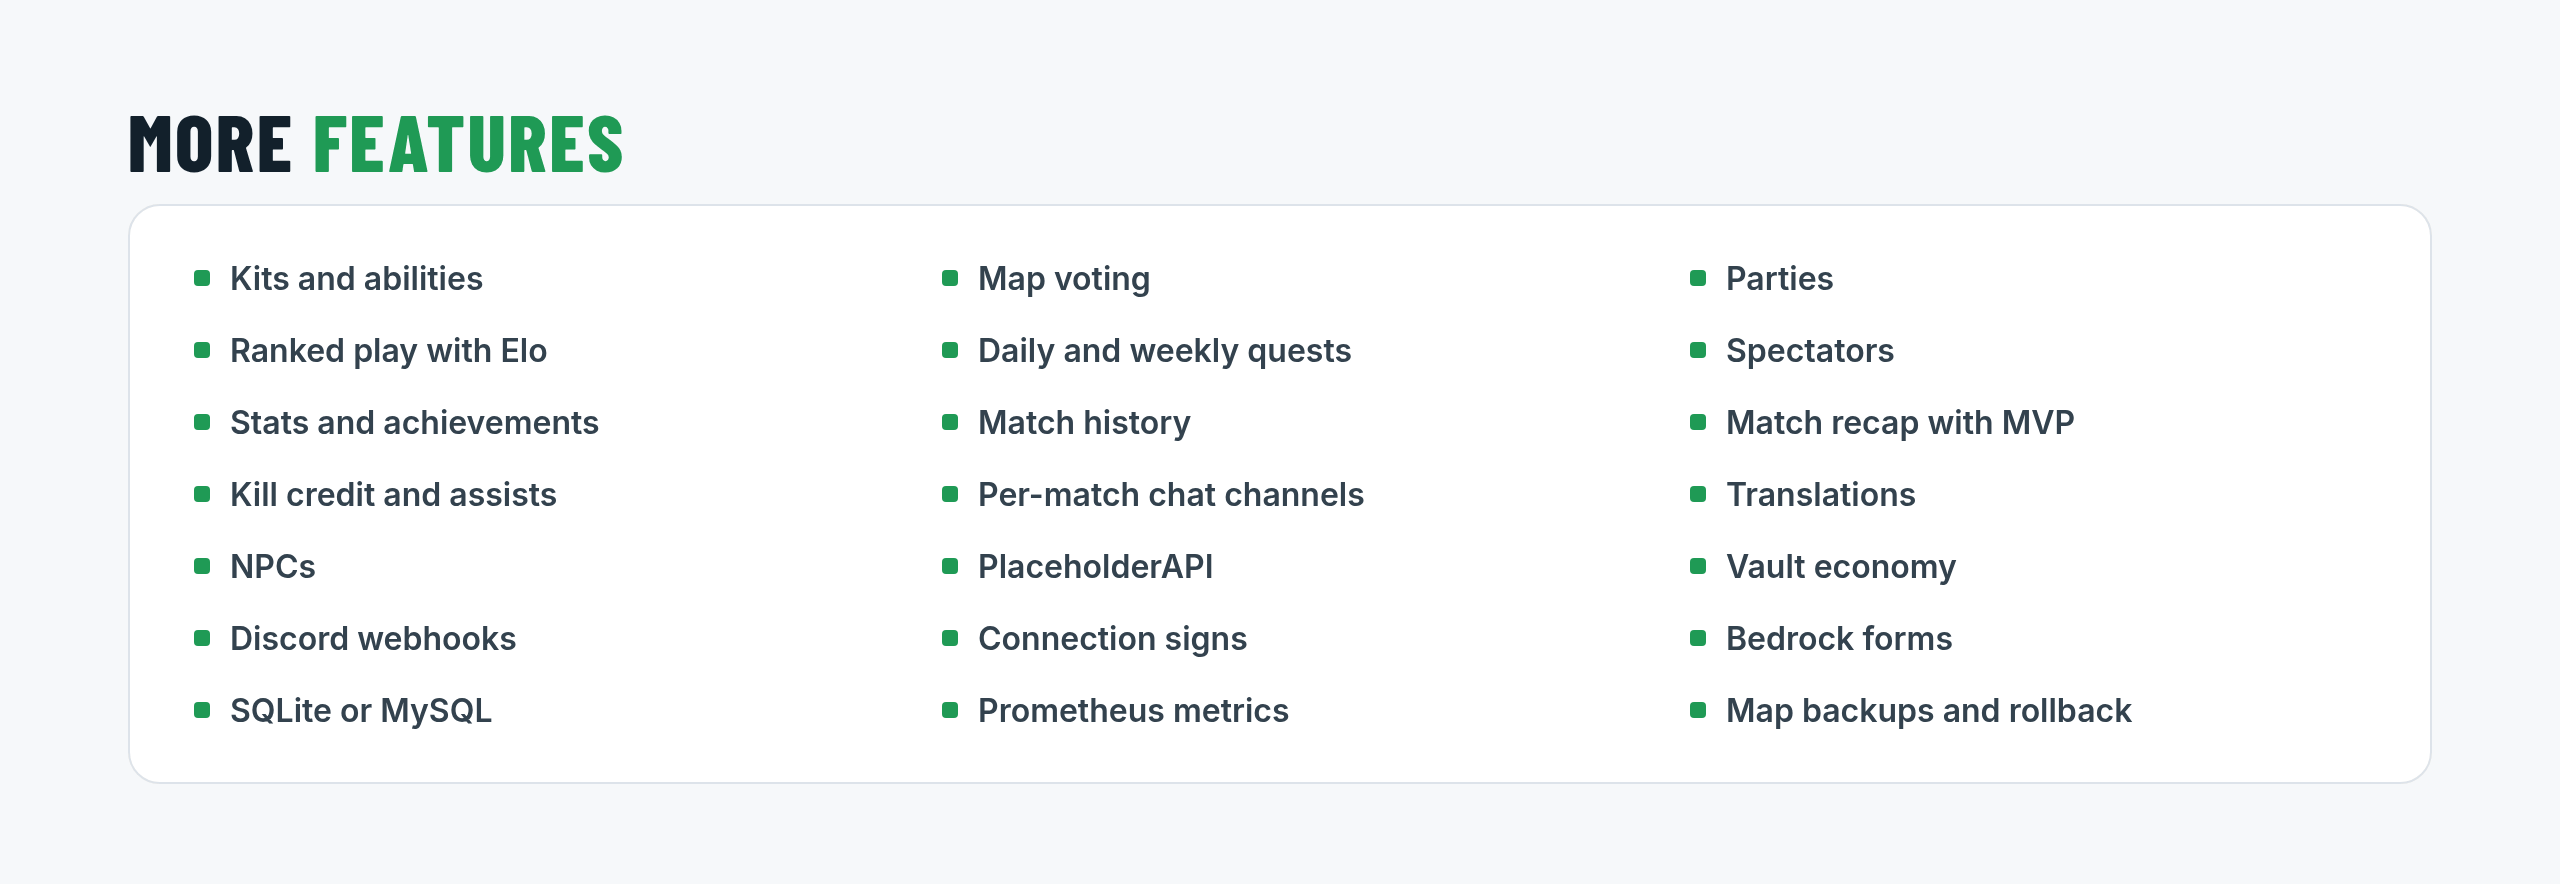 MORE FEATURES
Kits and abilities
Map voting
Parties
Ranked play with Elo
Daily and weekly quests
Spectators
Stats and achievements
Match history
Match recap with MVP
Kill credit and assists
Per-match chat channels
Translations
NPCs
PlaceholderAPI
Vault economy
Discord webhooks
Connection signs
Bedrock forms
SQLite or MySQL
Prometheus metrics
Map backups and rollback